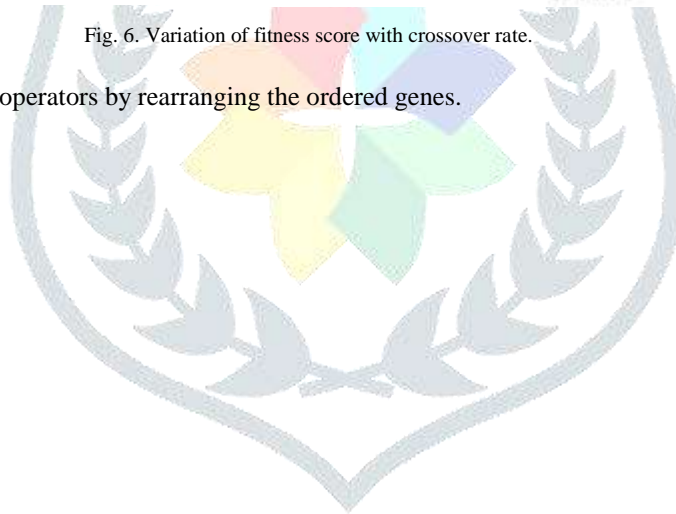 Fig. 6. Variation of fitness score with crossover rate.
operators by rearranging the ordered genes.